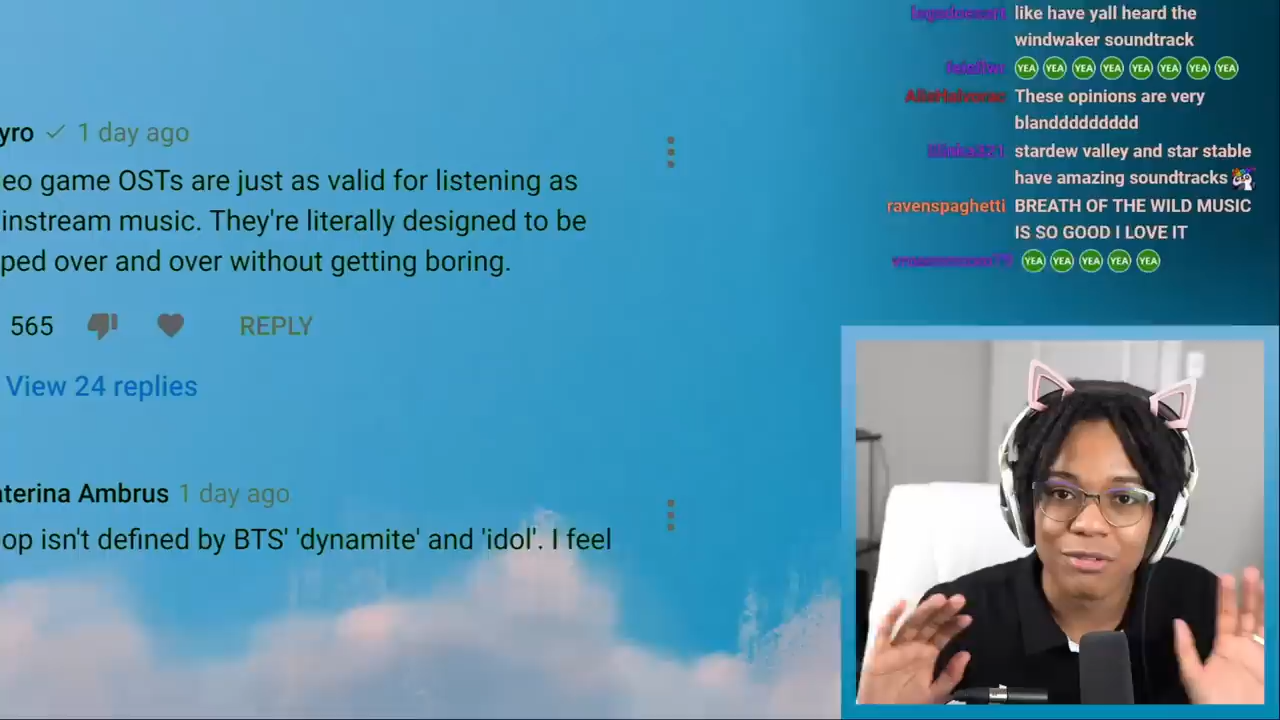 yro ✓ 1 day ago
eo game OSTs are just as valid for listening as
instream music. They're literally designed to be
ped over and over without getting boring.
565 REPLY
View 24 replies
terina Ambrus 1 day ago
op isn't defined by BTS' 'dynamite' and 'idol'. I feel
like have yall heard the
windwaker soundtrack
YEA YEA YEA YEA YEA YEA YEA YEA
These opinions are very
blanddddddddd
stardew valley and star stable
have amazing soundtracks
ravenspaghetti BREATH OF THE WILD MUSIC
IS SO GOOD I LOVE IT
YEA YEA YEA YEA YEA